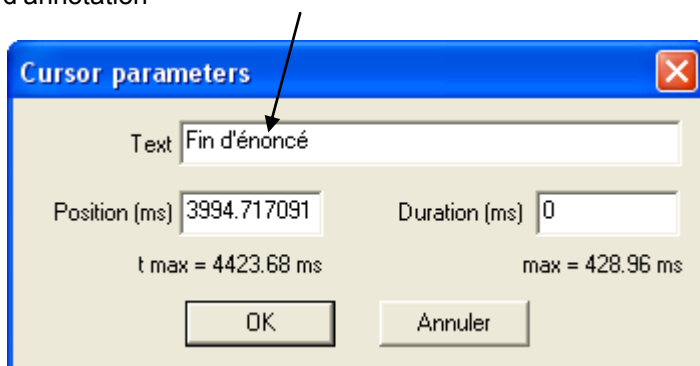 d'annotation
Cursor parameters
Text Fin d'énoncé
Position (ms) 3994.717091 Duration (ms) 0
t max = 4423.68 ms max = 428.96 ms
OK Annuler